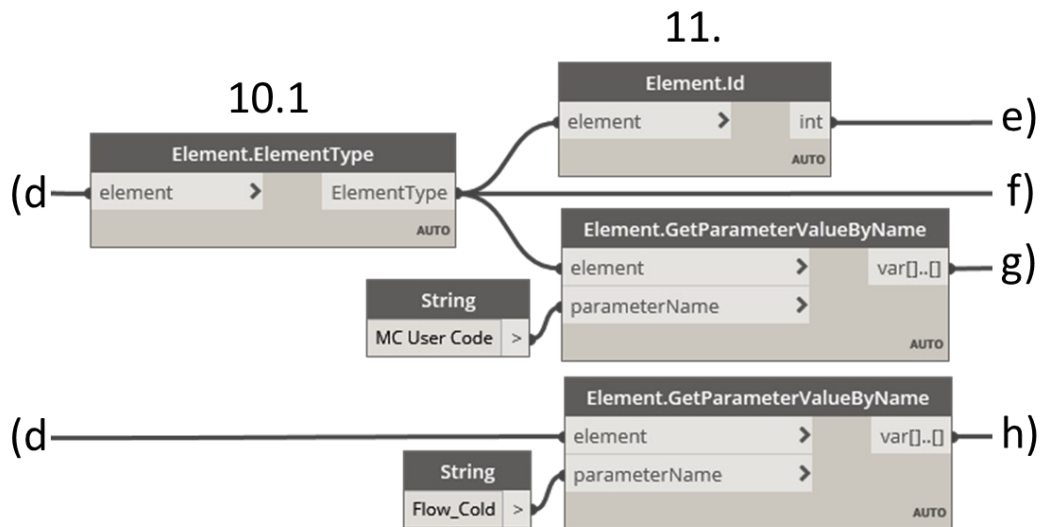 11.
10.1
Element.Id
element > int
AUTO
e)
Element.ElementType
(d element > ElementType
AUTO
f)
Element.GetParameterValueByName
element > var[]..[]
g)
String
parameterName >
MC User Code >
AUTO
Element.GetParameterValueByName
(d element > var[]..[]
h)
String
parameterName >
Flow_Cold >
AUTO